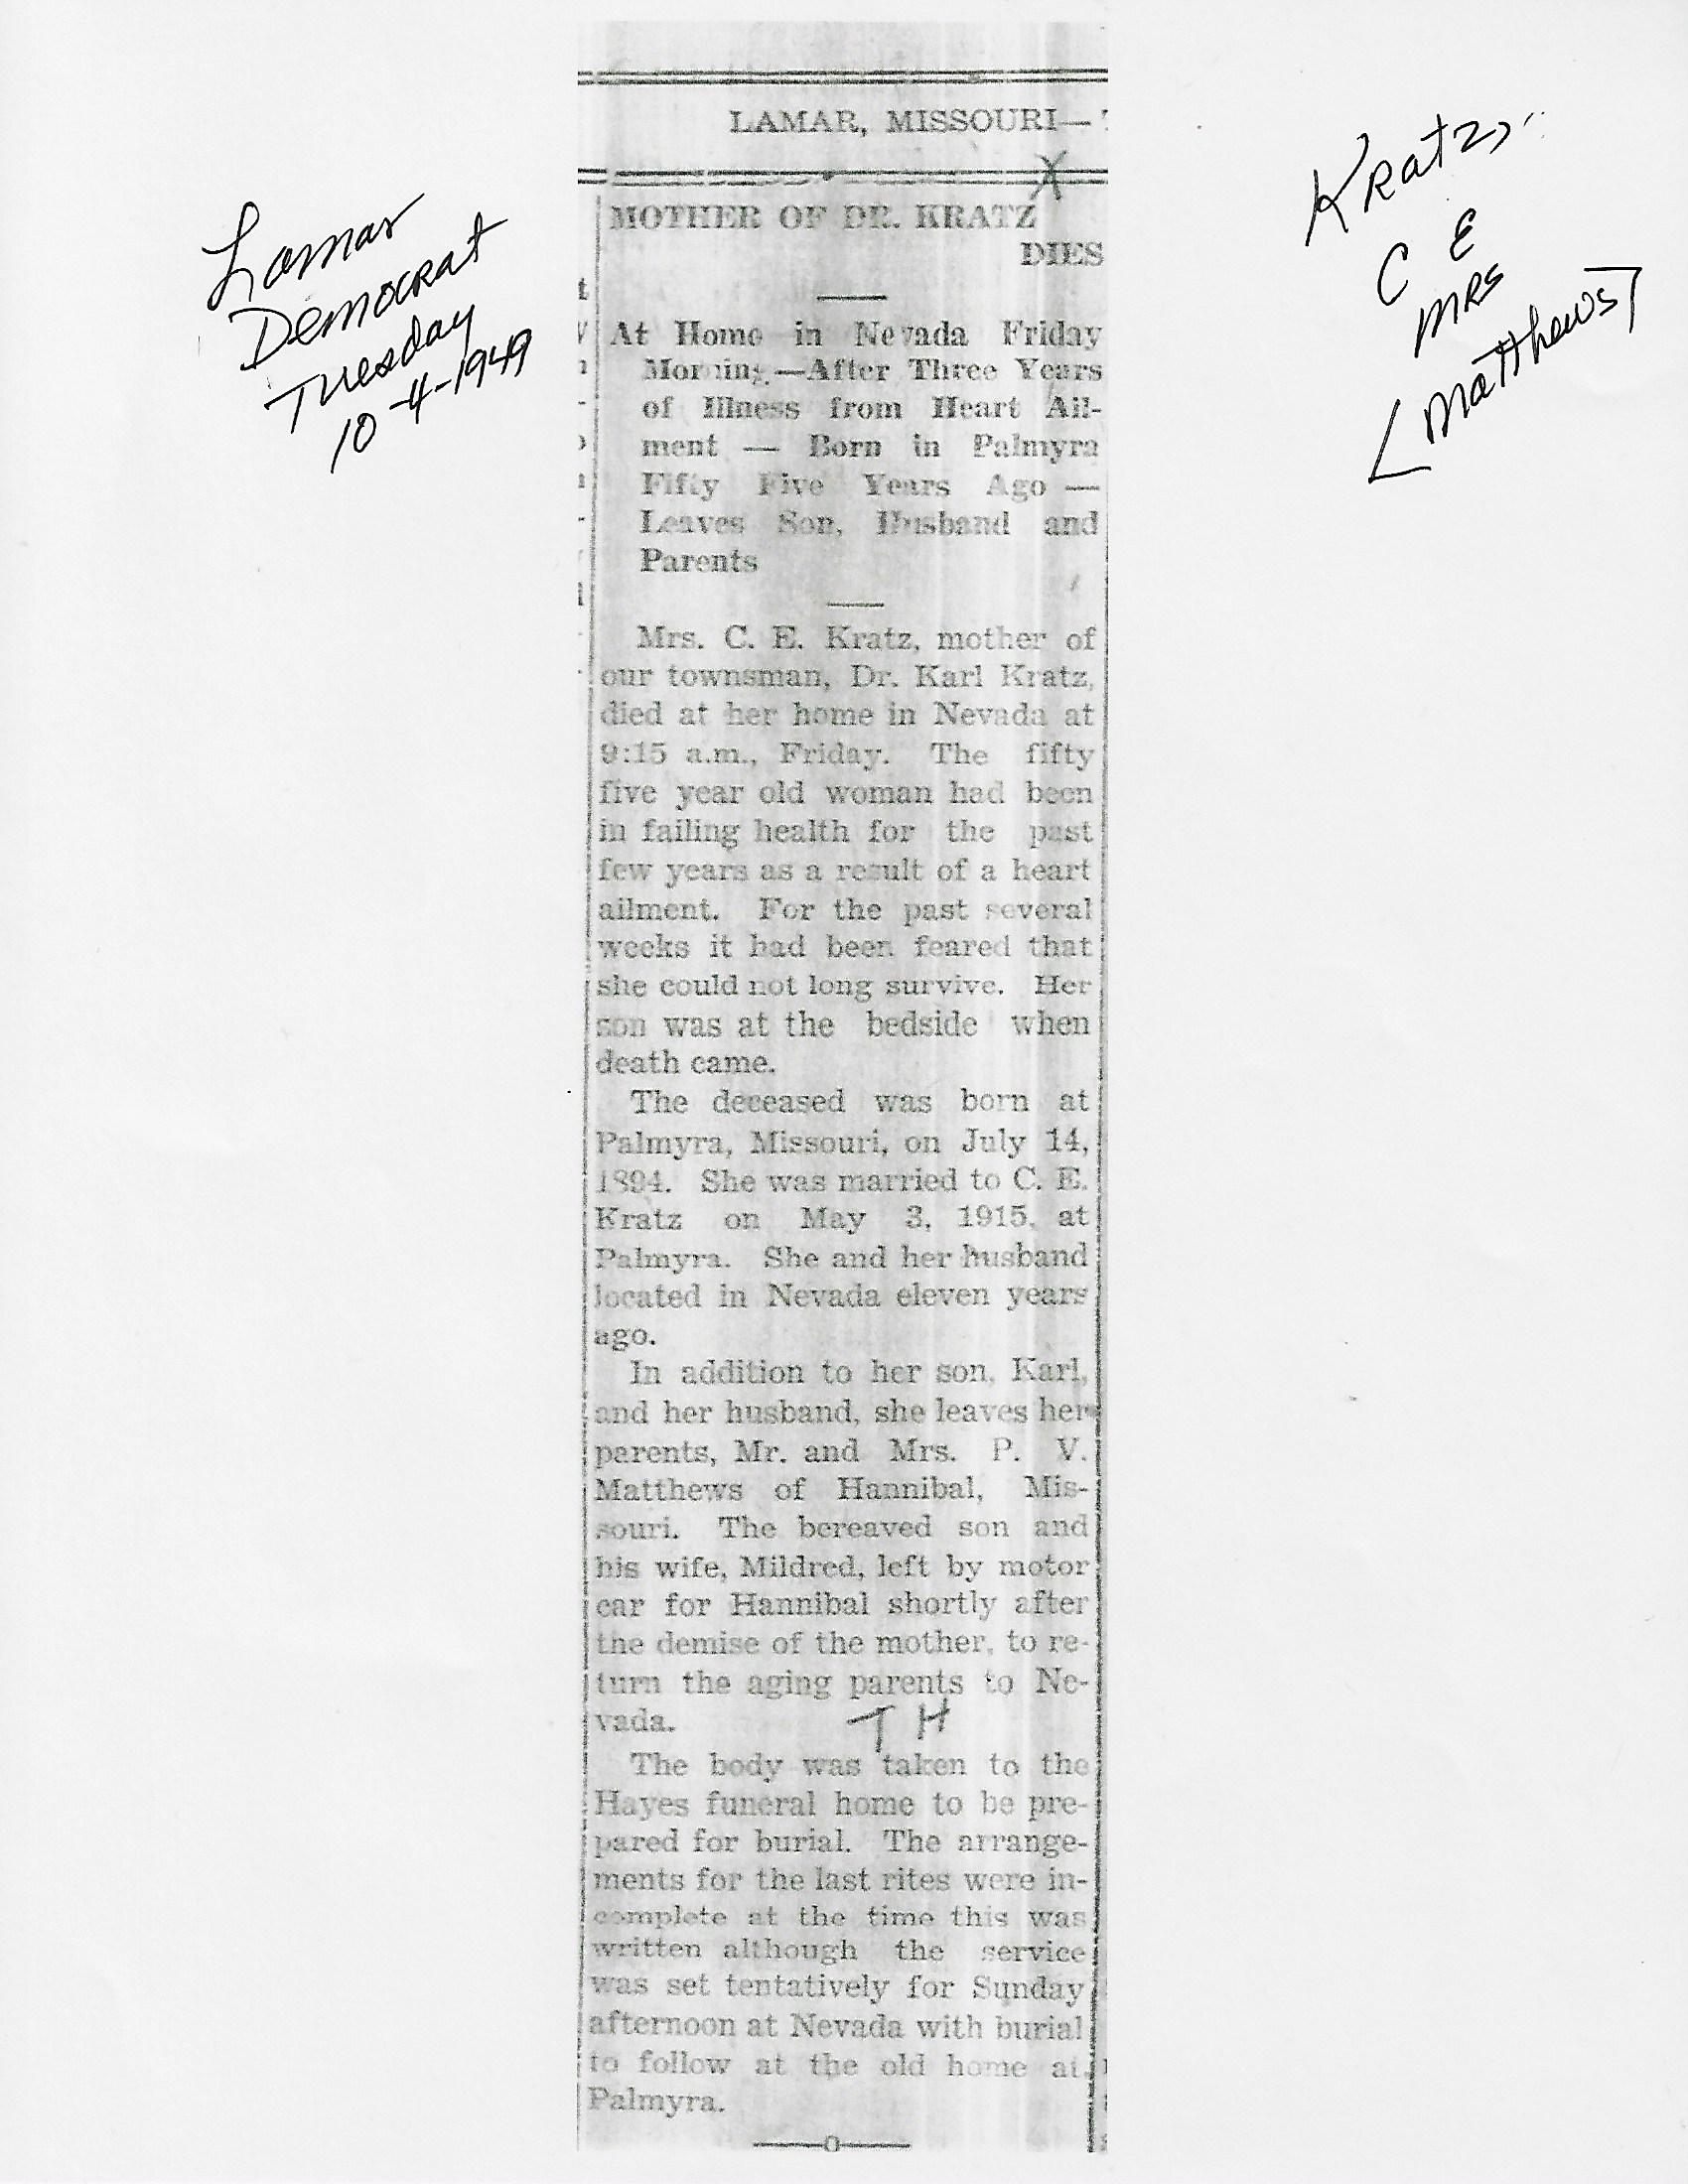 LAMAR, MISSOURI—
X
Lamar
Democrat
Tuesday
10-4-1949
Kratz,
C E
MRS
[Matthews]
MOTHER OF DR. KRATZ
DIES
At Home in Nevada Friday
Morning.—After Three Years
of Illness from Heart Ail-
ment — Born in Palmyra
Fifty Five Years Ago —
Leaves Son, Husband and
Parents
Mrs. C. E. Kratz, mother of
our townsman, Dr. Karl Kratz,
died at her home in Nevada at
9:15 a.m., Friday. The fifty
five year old woman had been
in failing health for the past
few years as a result of a heart
ailment. For the past several
weeks it had been feared that
she could not long survive. Her
son was at the bedside when
death came.
The deceased was born at
Palmyra, Missouri, on July 14,
1894. She was married to C. E.
Kratz on May 3, 1915, at
Palmyra. She and her husband
located in Nevada eleven years
ago.
In addition to her son, Karl,
and her husband, she leaves her
parents, Mr. and Mrs. P. V.
Matthews of Hannibal, Mis-
souri. The bereaved son and
his wife, Mildred, left by motor
car for Hannibal shortly after
the demise of the mother, to re-
turn the aging parents to Ne-
vada.
T H
The body was taken to the
Hayes funeral home to be pre-
pared for burial. The arrange-
ments for the last rites were in-
complete at the time this was
written although the service
was set tentatively for Sunday
afternoon at Nevada with burial
to follow at the old home at
Palmyra.
——o——